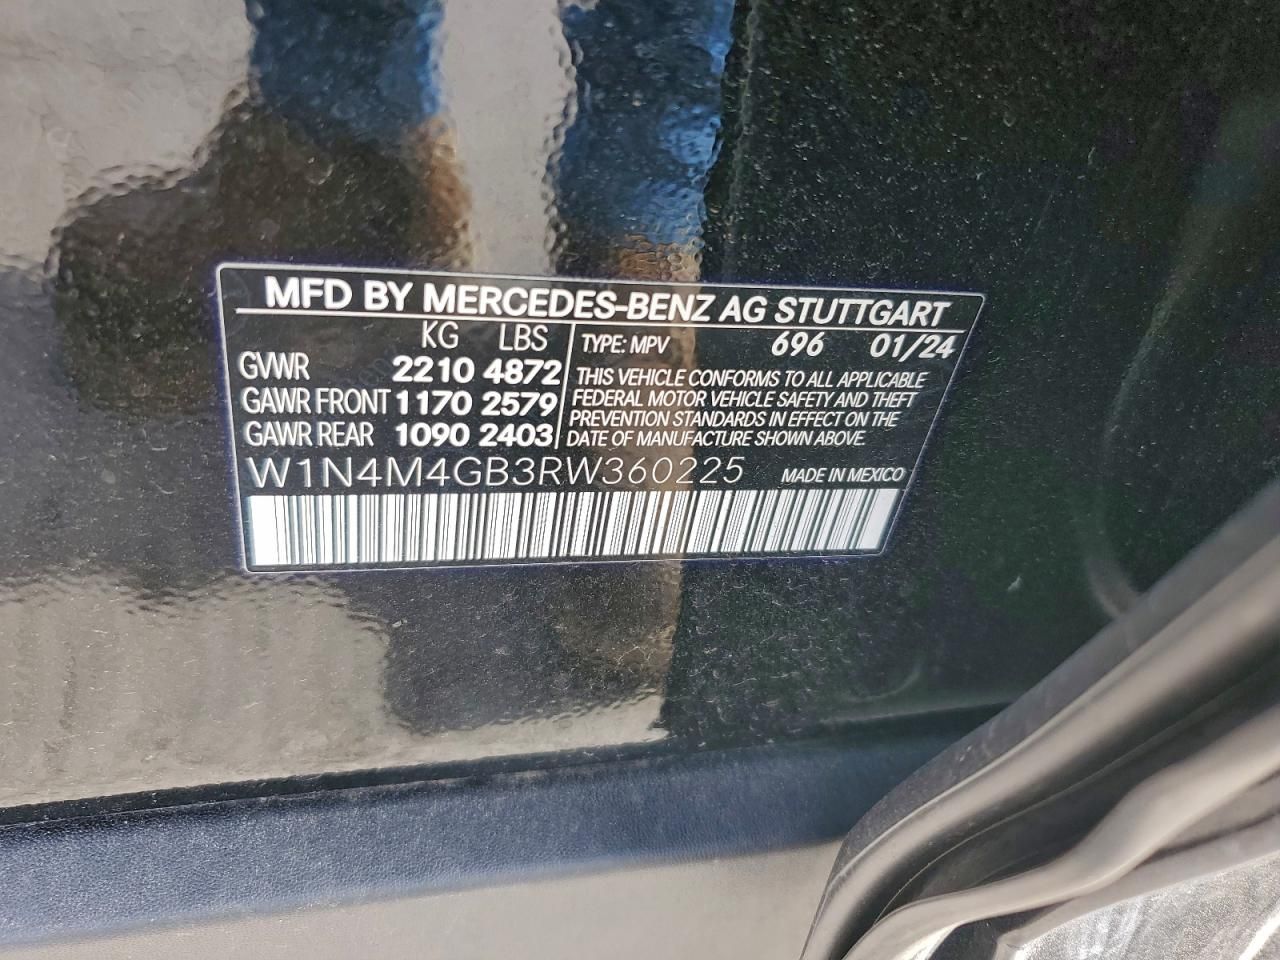 MFD BY MERCEDES-BENZ AG STUTTGART
KG LBS
GVWR 2210 4872
GAWR FRONT 1170 2579
GAWR REAR 1090 2403
TYPE: MPV 696 01/24
THIS VEHICLE CONFORMS TO ALL APPLICABLE
FEDERAL MOTOR VEHICLE SAFETY AND THEFT
PREVENTION STANDARDS IN EFFECT ON THE
DATE OF MANUFACTURE SHOWN ABOVE.
W1N4M4GB3RW360225 MADE IN MEXICO